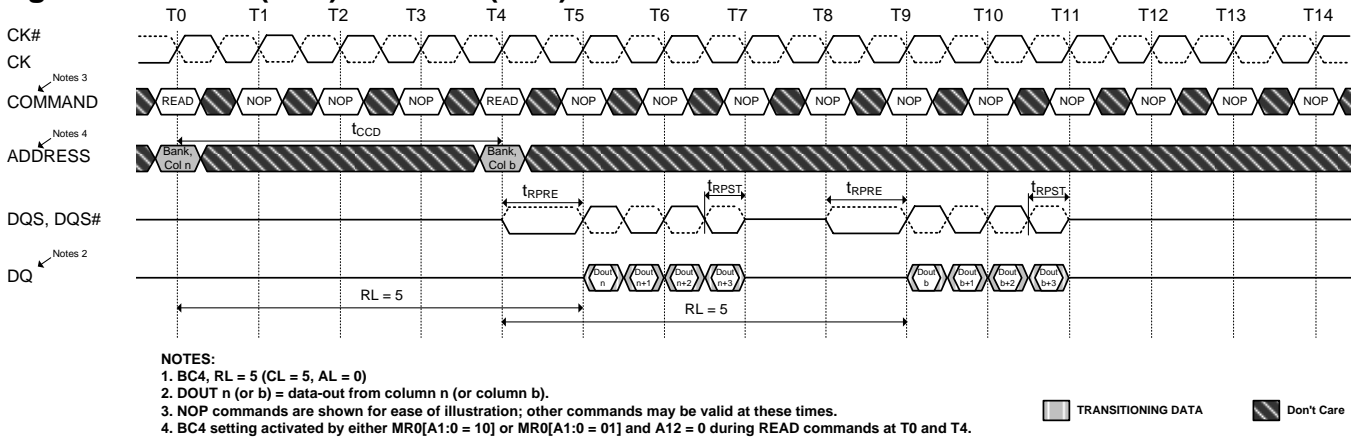 T0 T1 T2 T3 T4 T5 T6 T7 T8 T9 T10 T11 T12 T13 T14
CK#
CK
Notes 3
COMMAND READ NOP NOP NOP READ NOP NOP NOP NOP NOP NOP NOP NOP NOP NOP
tCCD
Notes 4
ADDRESS
Bank, Col n
Bank, Col b
tRPRE tRPST tRPRE tRPST
DQS, DQS#
Notes 2
DQ
Dout n
Dout n+1
Dout n+2
Dout n+3
Dout b
Dout b+1
Dout b+2
Dout b+3
RL = 5
RL = 5
NOTES:
1. BC4, RL = 5 (CL = 5, AL = 0)
2. DOUT n (or b) = data-out from column n (or column b).
3. NOP commands are shown for ease of illustration; other commands may be valid at these times.
4. BC4 setting activated by either MR0[A1:0 = 10] or MR0[A1:0 = 01] and A12 = 0 during READ commands at T0 and T4.
TRANSITIONING DATA
Don't Care